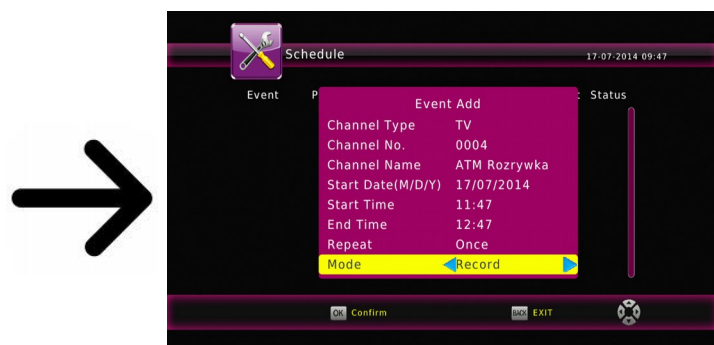 Schedule 17-07-2014 09:47
Event P : Status
Event Add
Channel Type TV
Channel No. 0004
Channel Name ATM Rozrywka
Start Date(M/D/Y) 17/07/2014
Start Time 11:47
End Time 12:47
Repeat Once
Mode Record
OK Confirm BACK EXIT